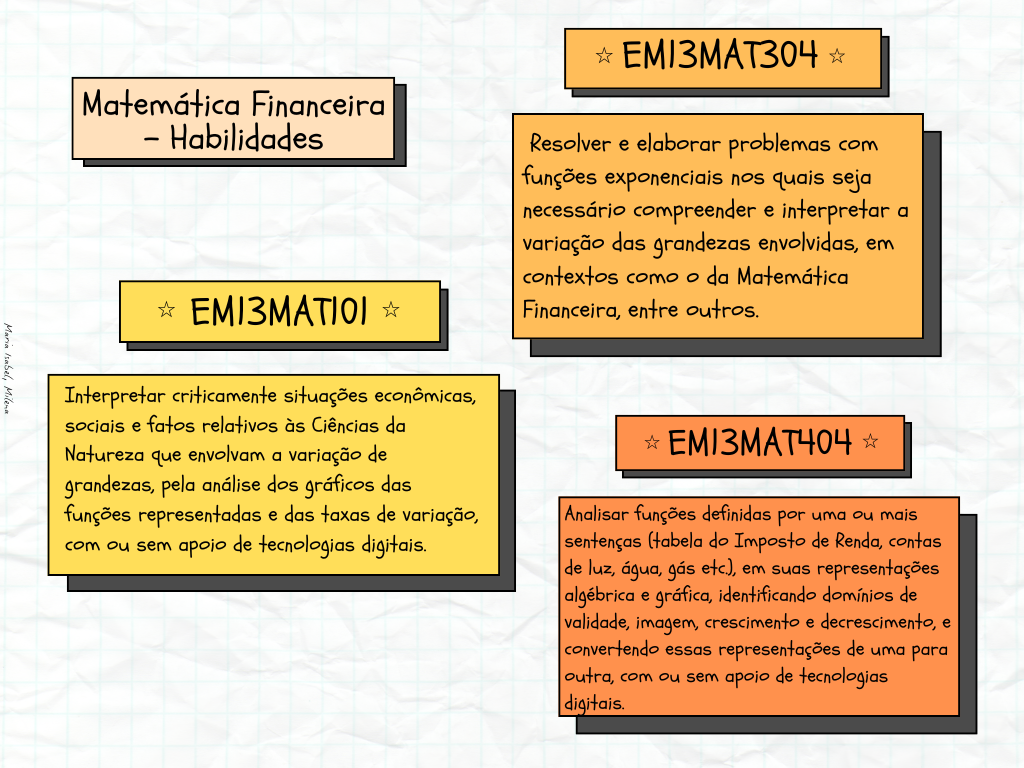 Matemática Financeira
– Habilidades
☆ EM13MAT101 ☆
Interpretar criticamente situações econômicas,
sociais e fatos relativos às Ciências da
Natureza que envolvam a variação de
grandezas, pela análise dos gráficos das
funções representadas e das taxas de variação,
com ou sem apoio de tecnologias digitais.
☆ EM13MAT304 ☆
Resolver e elaborar problemas com
funções exponenciais nos quais seja
necessário compreender e interpretar a
variação das grandezas envolvidas, em
contextos como o da Matemática
Financeira, entre outros.
☆ EM13MAT404 ☆
Analisar funções definidas por uma ou mais
sentenças (tabela do Imposto de Renda, contas
de luz, água, gás etc.), em suas representações
algébrica e gráfica, identificando domínios de
validade, imagem, crescimento e decrescimento, e
convertendo essas representações de uma para
outra, com ou sem apoio de tecnologias
digitais.
Maria Isabel, Milena